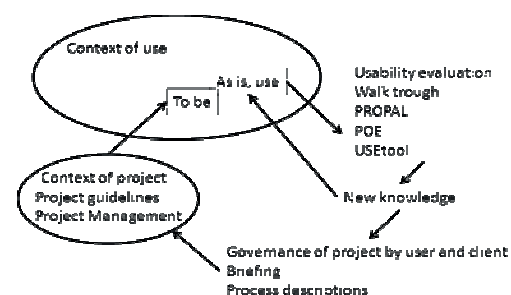 Context of use
As is, use
To be
Usability evaluation
Walk trough
PROPAL
POE
USEtool
Context of project
Project guidelines
Project Management
New knowledge
Governance of project by user and client
Briefing
Process descriptions